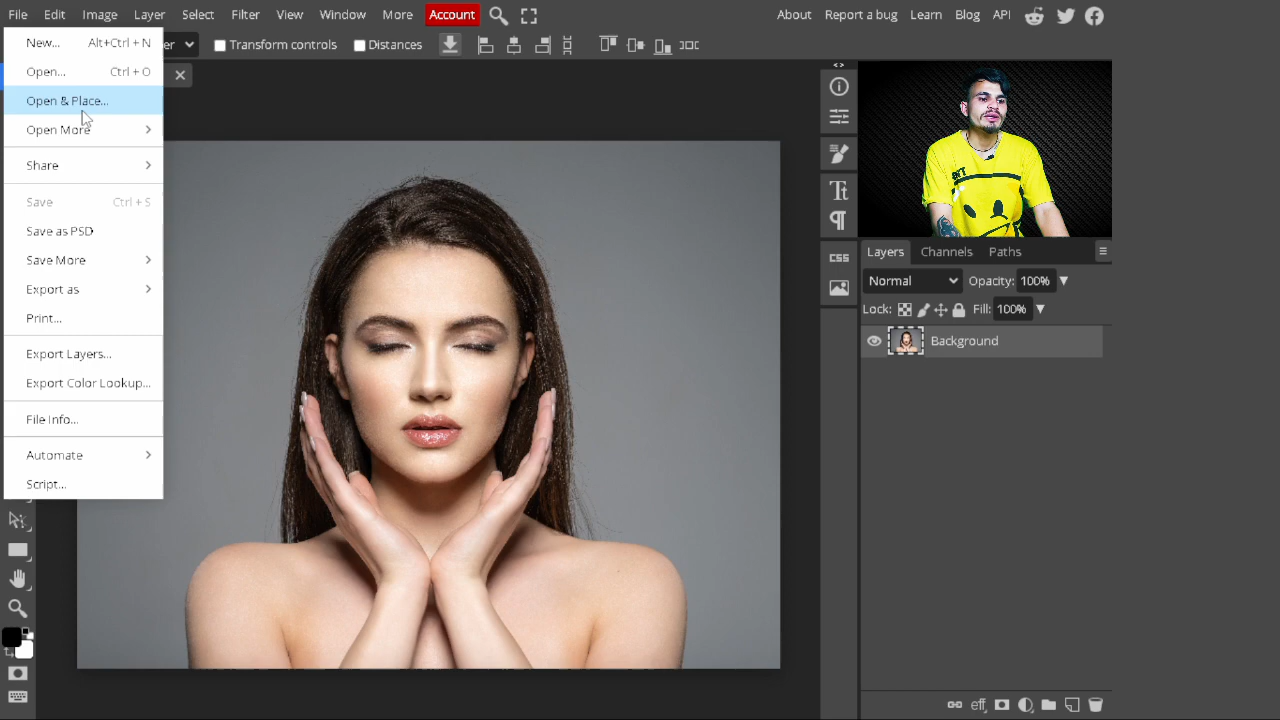 File Edit Image Layer Select Filter View Window More Account About Report a bug Learn Blog API
Transform controls Distances
New... Alt+Ctrl + N
Open... Ctrl + O
Open & Place...
Open More
Share
Save Ctrl + S
Save as PSD
Save More
Export as
Print...
Export Layers...
Export Color Lookup...
File Info...
Automate
Script...
Tt
CSS
Layers Channels Paths
Normal Opacity: 100%
Lock: Fill: 100%
Background
eff